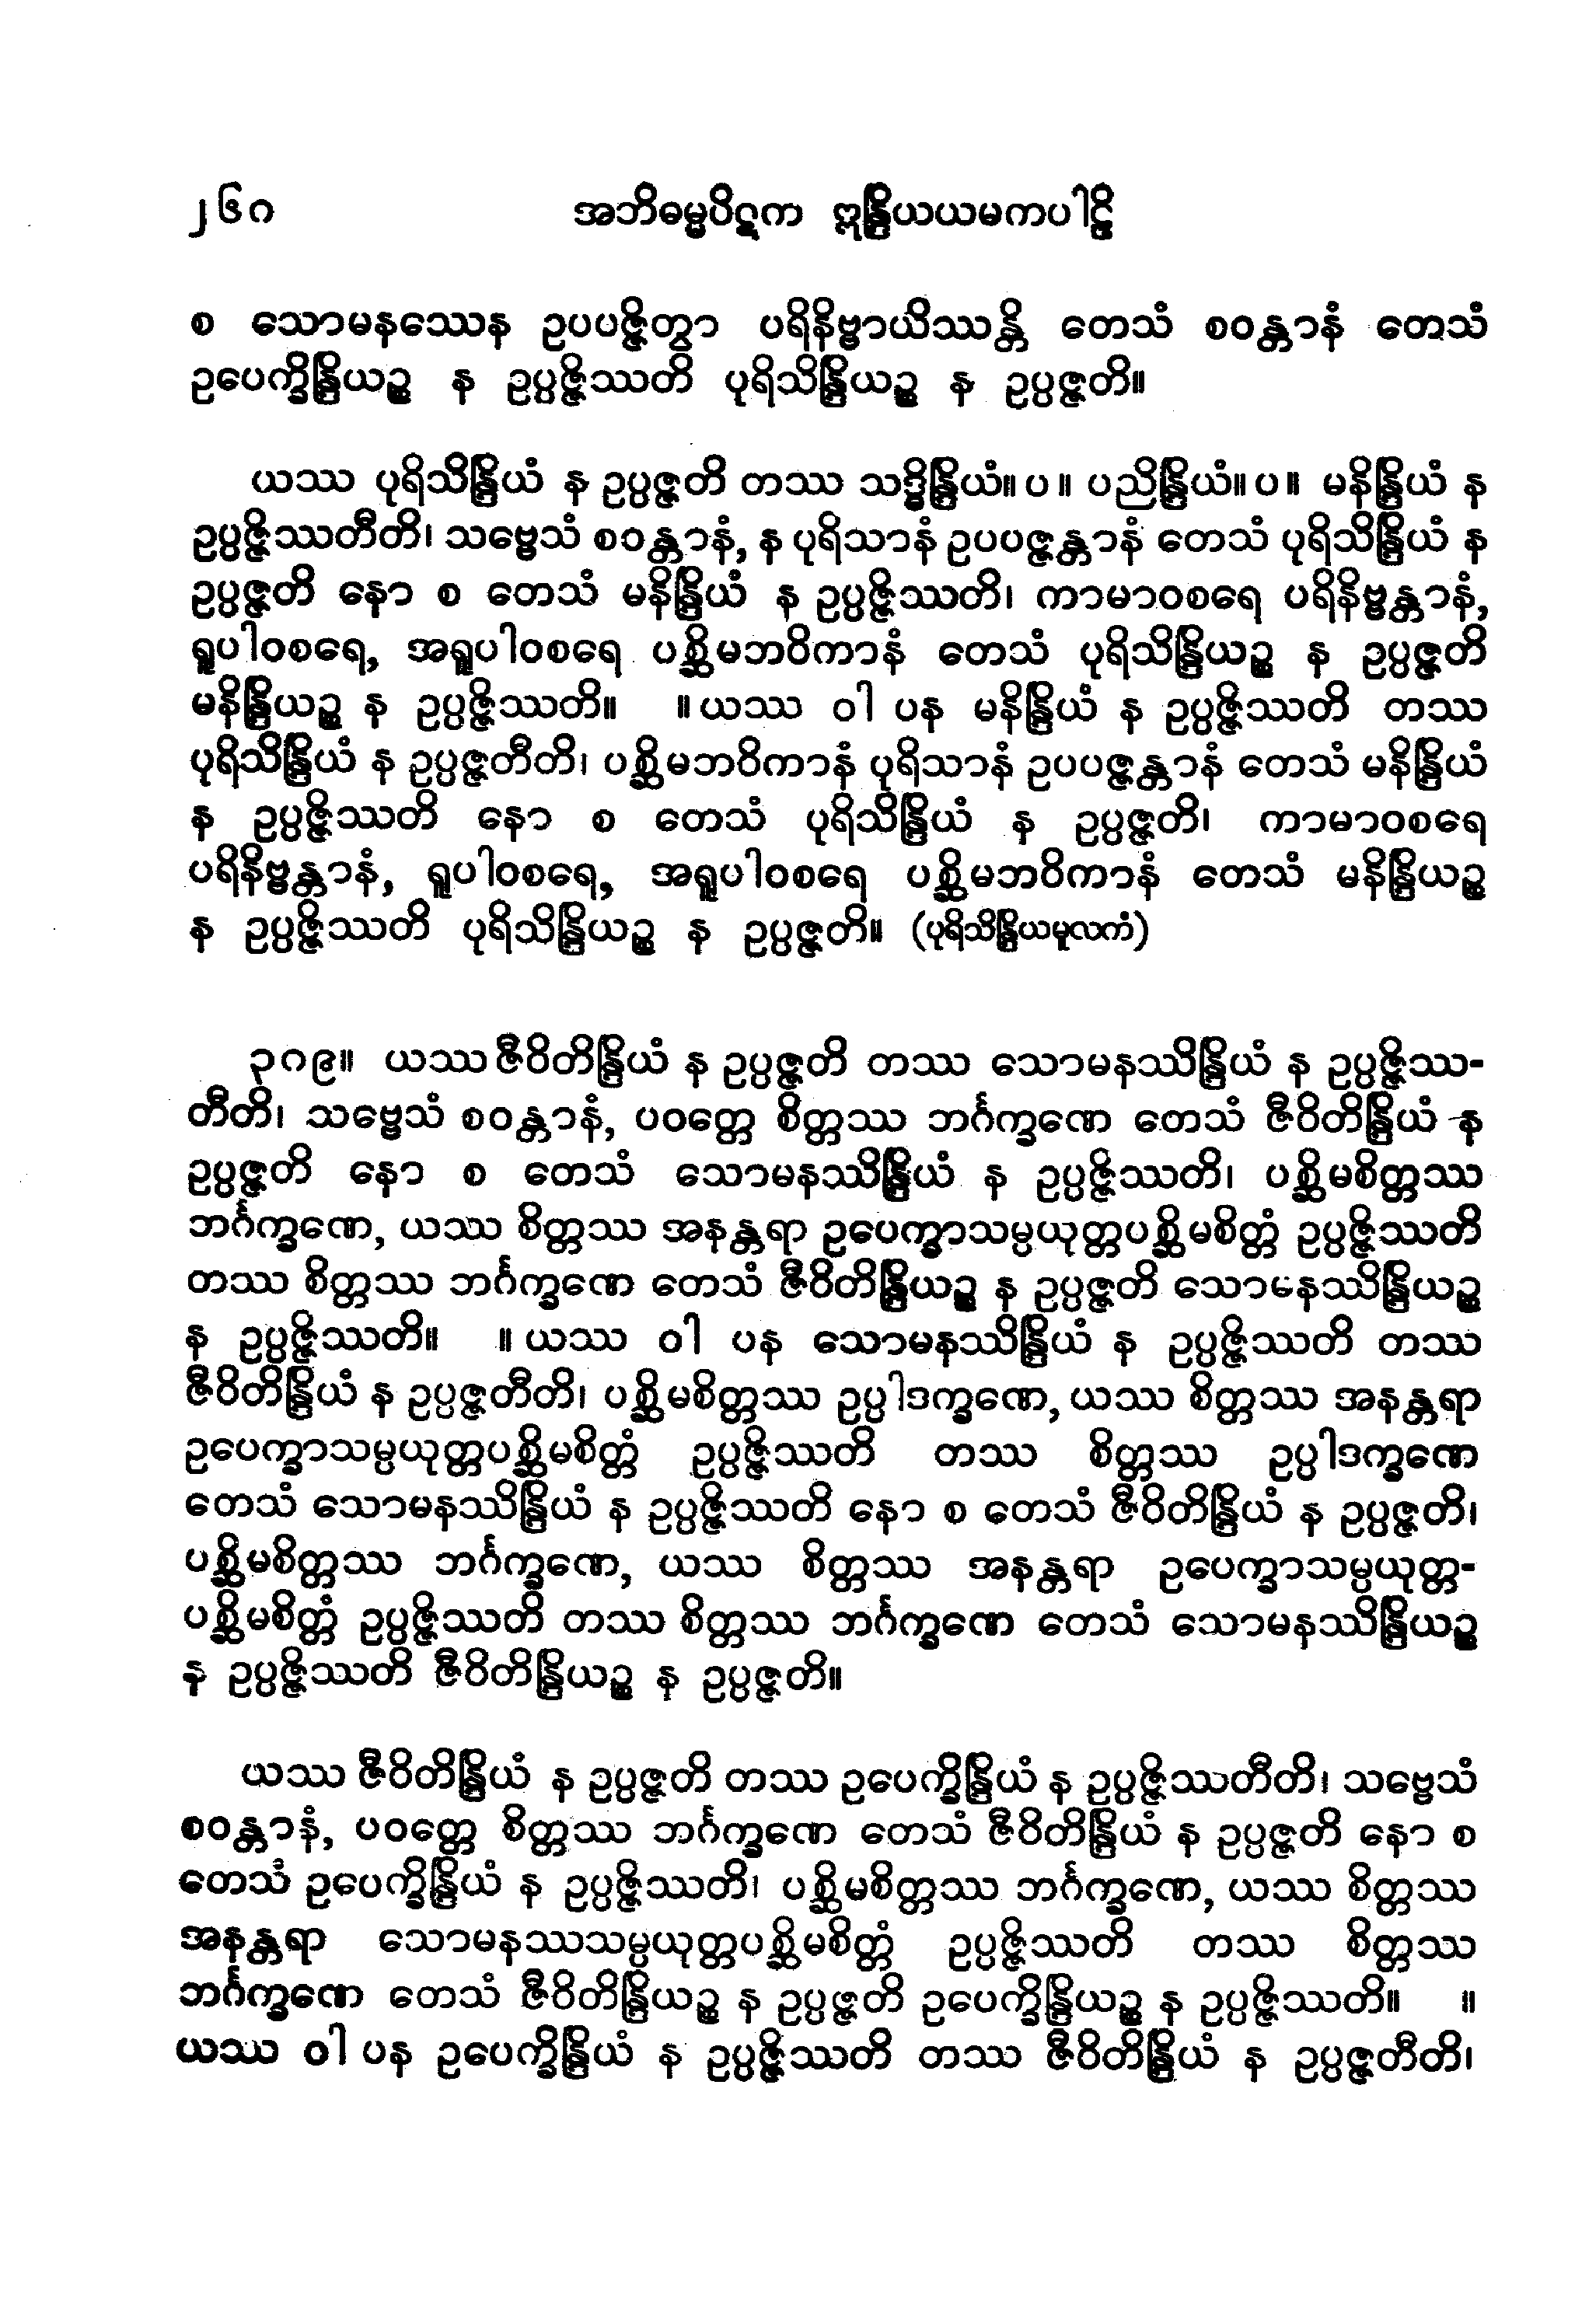 ၂၆၈ အဘိဓမ္မပိဋက ဣန္ဒြိယယမကပါဠိ
စ သောမနဿေန ဥပပဇ္ဇိတွာ ပရိနိဗ္ဗာယိဿန္တိ တေသံ စဝန္တာနံ တေသံ
ဥပေက္ခိန္ဒြိယဉ္စ န ဥပ္ပဇ္ဇိဿတိ ပုရိသိန္ဒြိယဉ္စ န ဥပ္ပဇ္ဇတိ။
ယဿ ပုရိသိန္ဒြိယံ န ဥပ္ပဇ္ဇတိ တဿ သဒ္ဓိန္ဒြိယံ။ပ။ ပညိန္ဒြိယံ။ပ။ မနိန္ဒြိယံ န
ဥပ္ပဇ္ဇိဿတီတိ၊ သဗ္ဗေသံ စဝန္တာနံ, န ပုရိသာနံ ဥပပဇ္ဇန္တာနံ တေသံ ပုရိသိန္ဒြိယံ န
ဥပ္ပဇ္ဇတိ နော စ တေသံ မနိန္ဒြိယံ န ဥပ္ပဇ္ဇိဿတိ၊ ကာမာဝစရေ ပရိနိဗ္ဗန္တာနံ,
ရူပါဝစရေ, အရူပါဝစရေ ပစ္ဆိမဘဝိကာနံ တေသံ ပုရိသိန္ဒြိယဉ္စ န ဥပ္ပဇ္ဇတိ
မနိန္ဒြိယဉ္စ န ဥပ္ပဇ္ဇိဿတိ။ ။ယဿ ဝါ ပန မနိန္ဒြိယံ န ဥပ္ပဇ္ဇိဿတိ တဿ
ပုရိသိန္ဒြိယံ န ဥပ္ပဇ္ဇတီတိ၊ ပစ္ဆိမဘဝိကာနံ ပုရိသာနံ ဥပပဇ္ဇန္တာနံ တေသံ မနိန္ဒြိယံ
န ဥပ္ပဇ္ဇိဿတိ နော စ တေသံ ပုရိသိန္ဒြိယံ န ဥပ္ပဇ္ဇတိ၊ ကာမာဝစရေ
ပရိနိဗ္ဗန္တာနံ, ရူပါဝစရေ, အရူပါဝစရေ ပစ္ဆိမဘဝိကာနံ တေသံ မနိန္ဒြိယဉ္စ
န ဥပ္ပဇ္ဇိဿတိ ပုရိသိန္ဒြိယဉ္စ န ဥပ္ပဇ္ဇတိ။ (ပုရိသိန္ဒြိယမူလကံ)
၃၈၉။ ယဿ ဇီဝိတိန္ဒြိယံ န ဥပ္ပဇ္ဇတိ တဿ သောမနဿိန္ဒြိယံ န ဥပ္ပဇ္ဇိဿ-
တီတိ၊ သဗ္ဗေသံ စဝန္တာနံ, ပဝတ္တေ စိတ္တဿ ဘင်္ဂက္ခဏေ တေသံ ဇီဝိတိန္ဒြိယံ န
ဥပ္ပဇ္ဇတိ နော စ တေသံ သောမနဿိန္ဒြိယံ န ဥပ္ပဇ္ဇိဿတိ၊ ပစ္ဆိမစိတ္တဿ
ဘင်္ဂက္ခဏေ, ယဿ စိတ္တဿ အနန္တရာ ဥပေက္ခာသမ္ပယုတ္တပစ္ဆိမစိတ္တံ ဥပ္ပဇ္ဇိဿတိ
တဿ စိတ္တဿ ဘင်္ဂက္ခဏေ တေသံ ဇီဝိတိန္ဒြိယဉ္စ န ဥပ္ပဇ္ဇတိ သောမနဿိန္ဒြိယဉ္စ
န ဥပ္ပဇ္ဇိဿတိ။ ။ယဿ ဝါ ပန သောမနဿိန္ဒြိယံ န ဥပ္ပဇ္ဇိဿတိ တဿ
ဇီဝိတိန္ဒြိယံ န ဥပ္ပဇ္ဇတီတိ၊ ပစ္ဆိမစိတ္တဿ ဥပ္ပါဒက္ခဏေ, ယဿ စိတ္တဿ အနန္တရာ
ဥပေက္ခာသမ္ပယုတ္တပစ္ဆိမစိတ္တံ ဥပ္ပဇ္ဇိဿတိ တဿ စိတ္တဿ ဥပ္ပါဒက္ခဏေ
တေသံ သောမနဿိန္ဒြိယံ န ဥပ္ပဇ္ဇိဿတိ နော စ တေသံ ဇီဝိတိန္ဒြိယံ န ဥပ္ပဇ္ဇတိ၊
ပစ္ဆိမစိတ္တဿ ဘင်္ဂက္ခဏေ, ယဿ စိတ္တဿ အနန္တရာ ဥပေက္ခာသမ္ပယုတ္တ-
ပစ္ဆိမစိတ္တံ ဥပ္ပဇ္ဇိဿတိ တဿ စိတ္တဿ ဘင်္ဂက္ခဏေ တေသံ သောမနဿိန္ဒြိယဉ္စ
န ဥပ္ပဇ္ဇိဿတိ ဇီဝိတိန္ဒြိယဉ္စ န ဥပ္ပဇ္ဇတိ။
ယဿ ဇီဝိတိန္ဒြိယံ န ဥပ္ပဇ္ဇတိ တဿ ဥပေက္ခိန္ဒြိယံ န ဥပ္ပဇ္ဇိဿတီတိ၊ သဗ္ဗေသံ
စဝန္တာနံ, ပဝတ္တေ စိတ္တဿ ဘင်္ဂက္ခဏေ တေသံ ဇီဝိတိန္ဒြိယံ န ဥပ္ပဇ္ဇတိ နော စ
တေသံ ဥပေက္ခိန္ဒြိယံ န ဥပ္ပဇ္ဇိဿတိ၊ ပစ္ဆိမစိတ္တဿ ဘင်္ဂက္ခဏေ, ယဿ စိတ္တဿ
အနန္တရာ သောမနဿသမ္ပယုတ္တပစ္ဆိမစိတ္တံ ဥပ္ပဇ္ဇိဿတိ တဿ စိတ္တဿ
ဘင်္ဂက္ခဏေ တေသံ ဇီဝိတိန္ဒြိယဉ္စ န ဥပ္ပဇ္ဇတိ ဥပေက္ခိန္ဒြိယဉ္စ န ဥပ္ပဇ္ဇိဿတိ။ ။
ယဿ ဝါ ပန ဥပေက္ခိန္ဒြိယံ န ဥပ္ပဇ္ဇိဿတိ တဿ ဇီဝိတိန္ဒြိယံ န ဥပ္ပဇ္ဇတီတိ၊